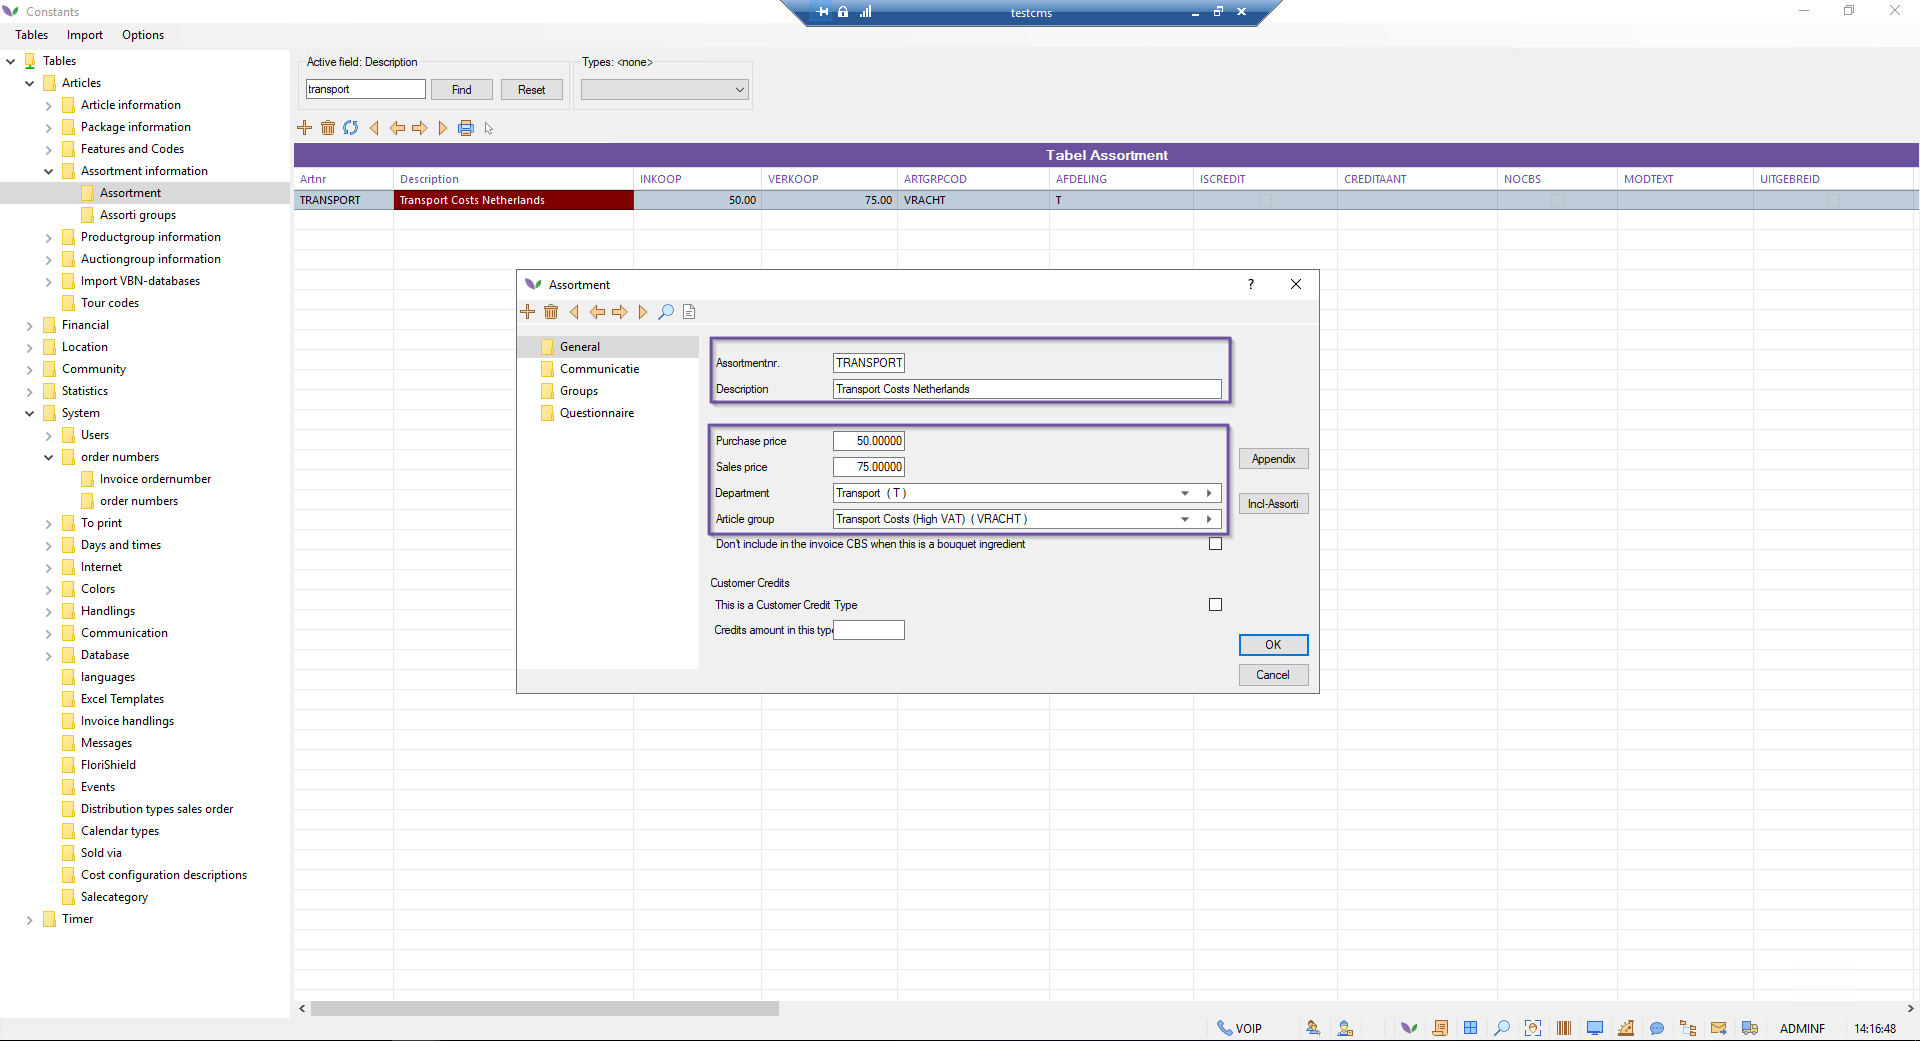 Constants
testcms
Tables Import Options
Tables
Articles
Article information
Package information
Features and Codes
Assortment information
Assortment
Assorti groups
Productgroup information
Auctiongroup information
Import VBN-databases
Tour codes
Financial
Location
Community
Statistics
System
Users
order numbers
Invoice ordernumber
order numbers
To print
Days and times
Internet
Colors
Handlings
Communication
Database
languages
Excel Templates
Invoice handlings
Messages
FloriShield
Events
Distribution types sales order
Calendar types
Sold via
Cost configuration descriptions
Salecategory
Timer
Active field: Description
transport Find Reset
Types: <none>
Tabel Assortment
Artnr Description INKOOP VERKOOP ARTGRPCOD AFDELING ISCREDIT CREDITAANT NOCBS MODTEXT UITGEBREID
TRANSPORT Transport Costs Netherlands 50.00 75.00 VRACHT T
Assortment ?
General
Communicatie
Groups
Questionnaire
Assortmentnr. TRANSPORT
Description Transport Costs Netherlands
Purchase price 50.00000
Sales price 75.00000
Department Transport ( T )
Article group Transport Costs (High VAT) ( VRACHT )
Don't include in the invoice CBS when this is a bouquet ingredient
Customer Credits
This is a Customer Credit Type
Credits amount in this type
Appendix
Incl-Assorti
OK
Cancel
VOIP ADMINF 14:16:48